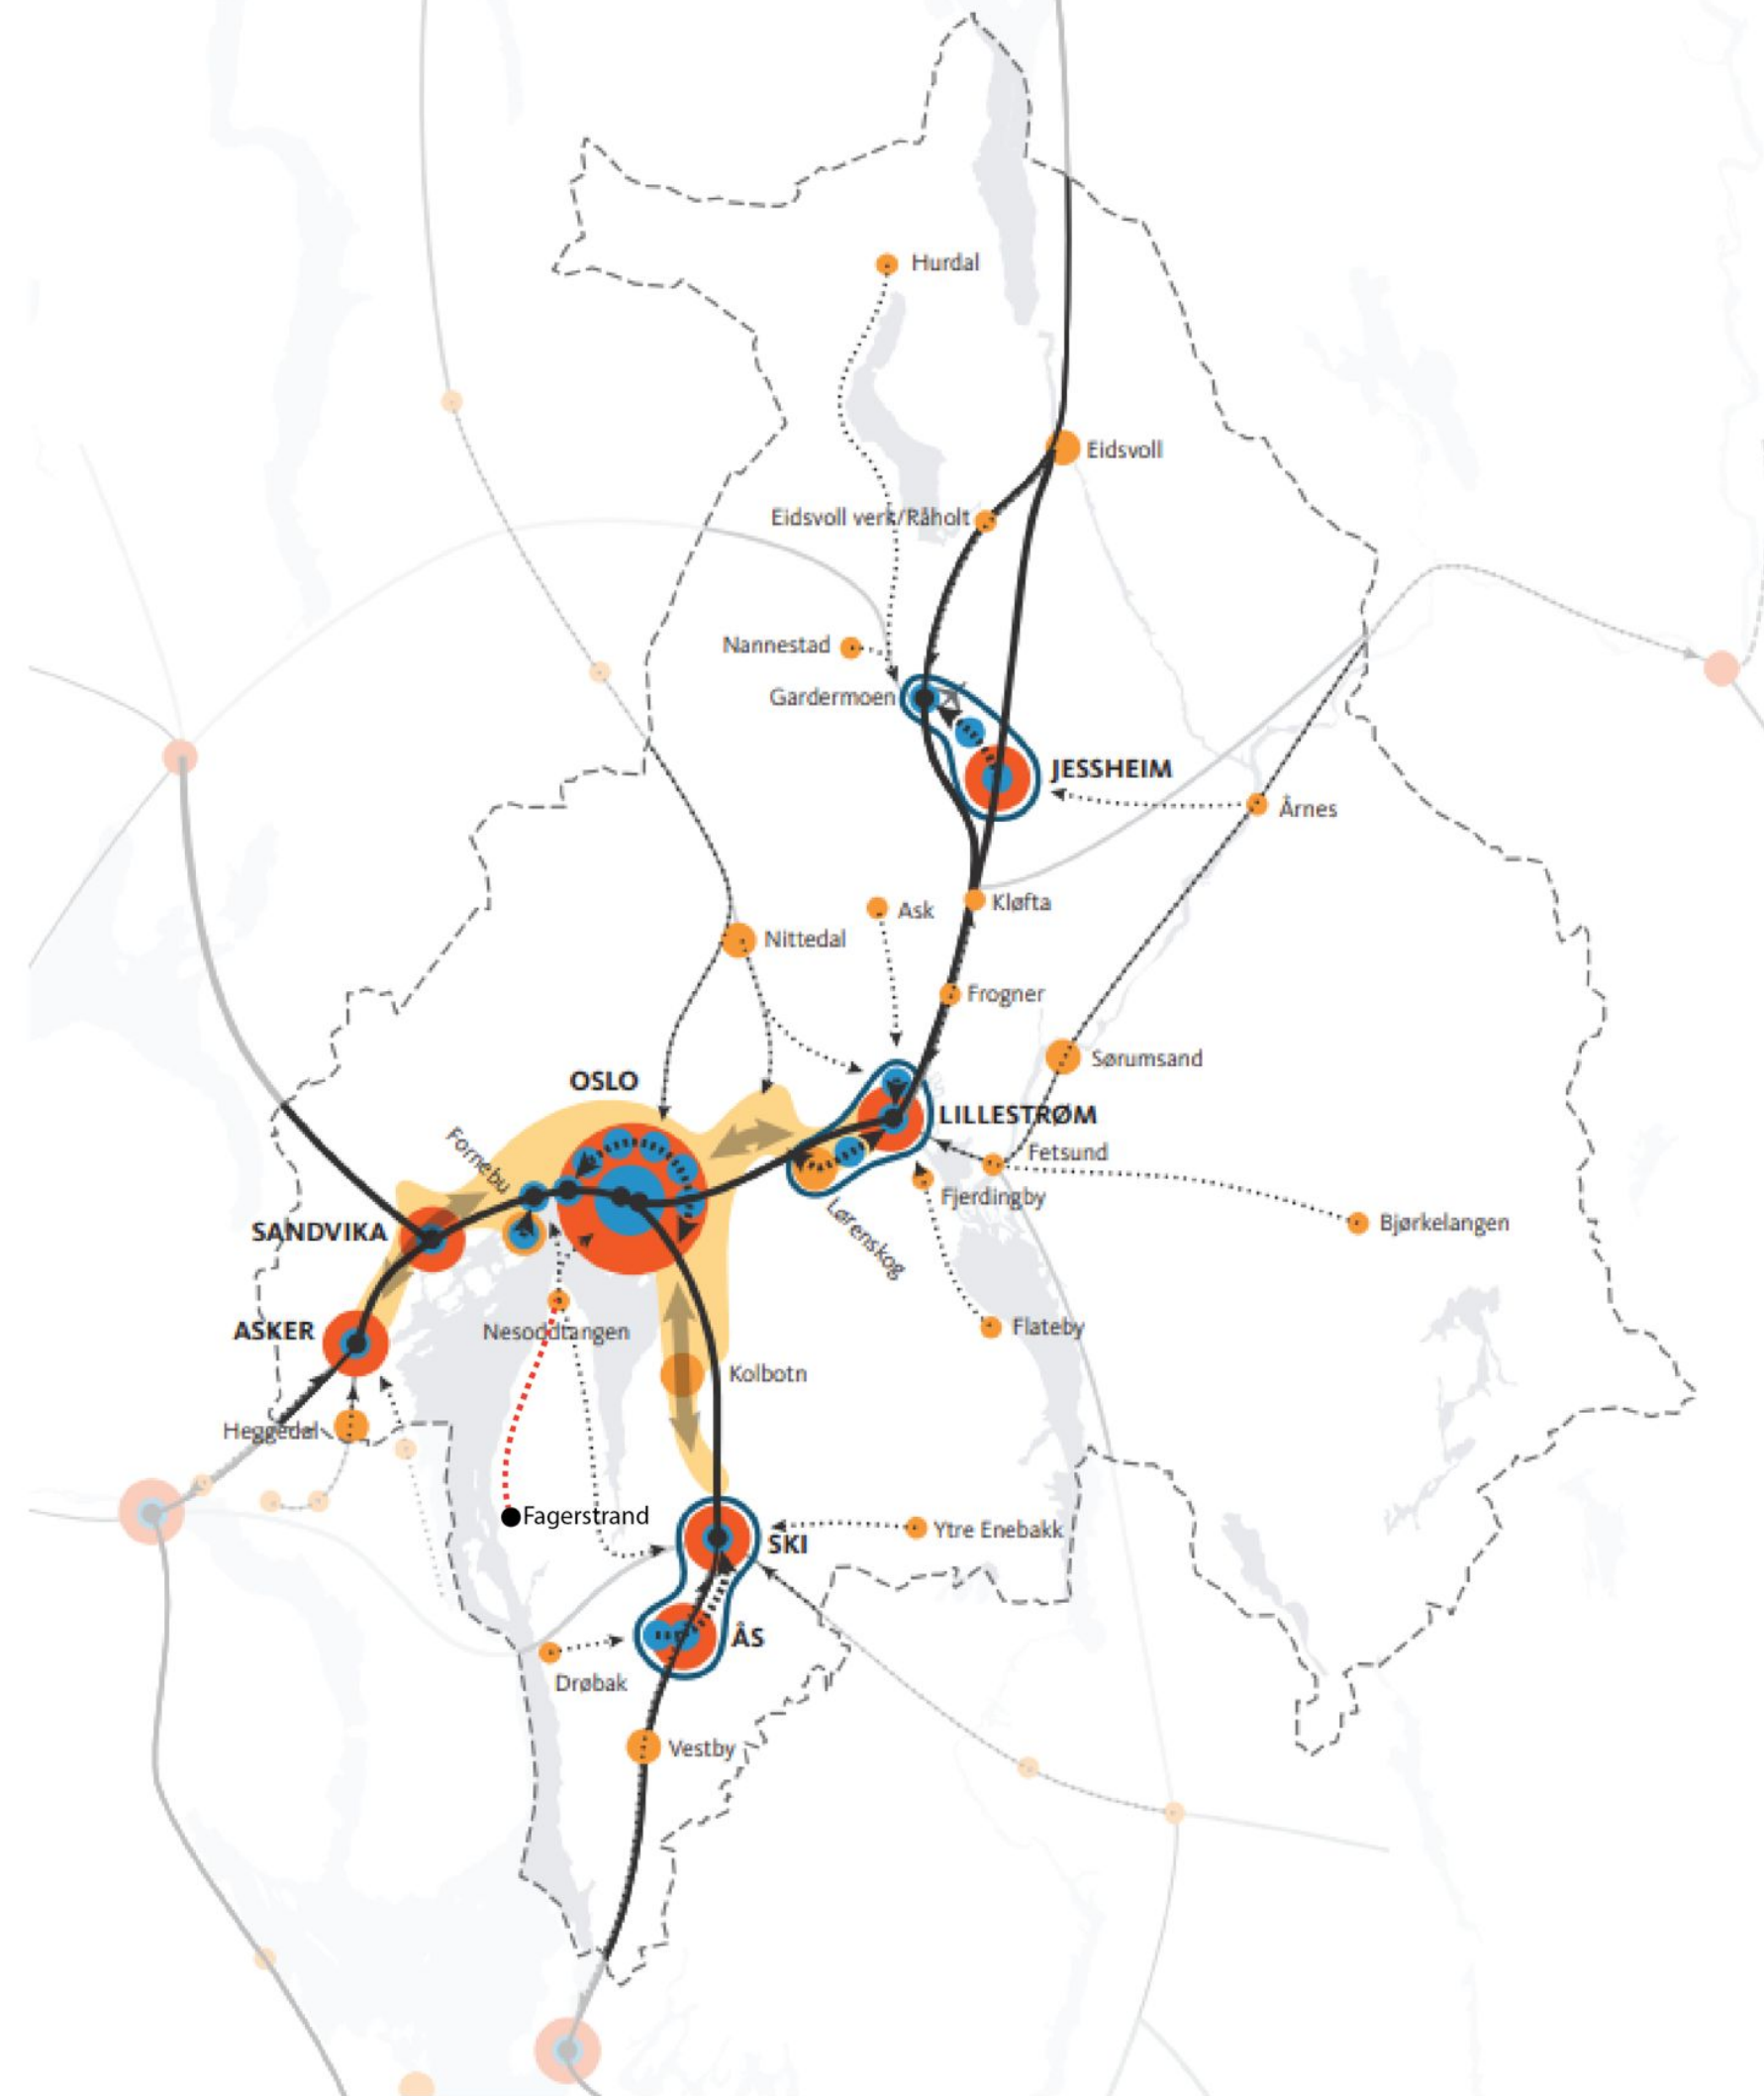 Hurdal
Eidsvoll
Eidsvoll verk/Råholt
Nannestad
Gardermoen
JESSHEIM
Årnes
Kløfta
Ask
Nittedal
Frogner
Sørumsand
OSLO
LILLESTRØM
Fornebu
Fetsund
Fjerdingby
Bjørkelangen
SANDVIKA
Lørenskog
ASKER
Nesoddtangen
Flateby
Kolbotn
Heggedal
Fagerstrand
Ytre Enebakk
SKI
ÅS
Drøbak
Vestby